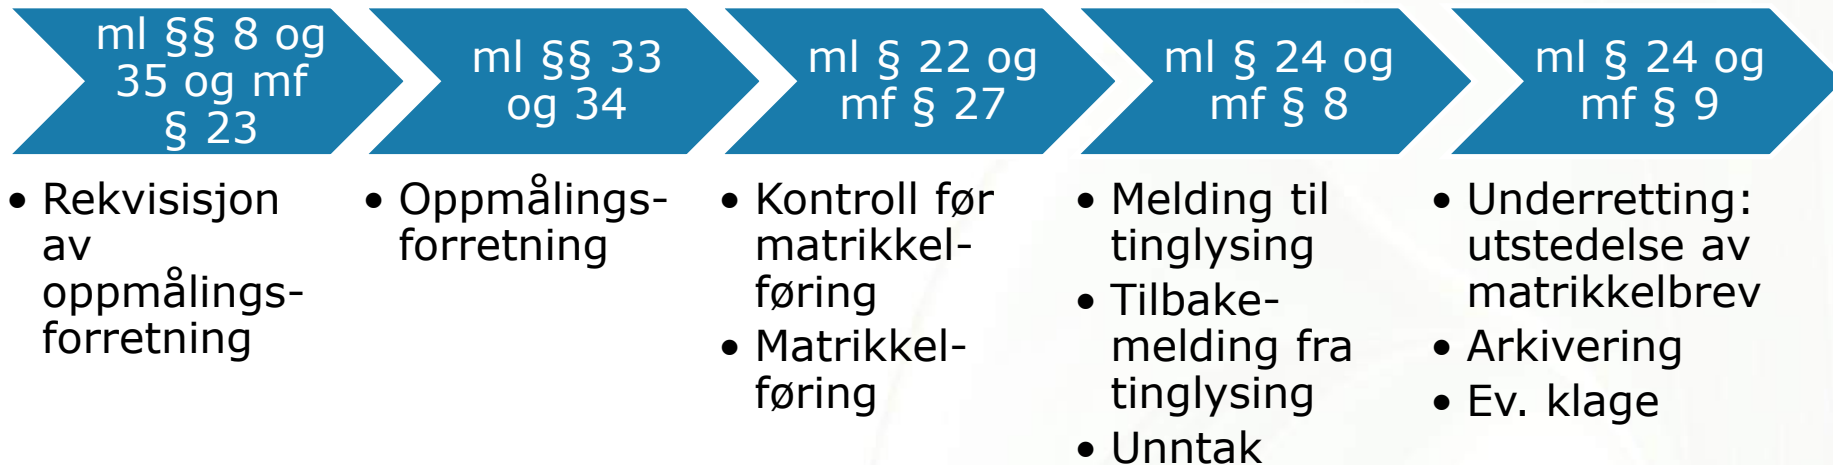 ml §§ 8 og
35 og mf
§ 23
• Rekvisisjon
av
oppmålings-
forretning
ml §§ 33
og 34
• Oppmålings-
forretning
ml § 22 og
mf § 27
• Kontroll før
matrikkel-
føring
• Matrikkel-
føring
ml § 24 og
mf § 8
• Melding til
tinglysing
• Tilbake-
melding fra
tinglysing
• Unntak
ml § 24 og
mf § 9
• Underretting:
utstedelse av
matrikkelbrev
• Arkivering
• Ev. klage